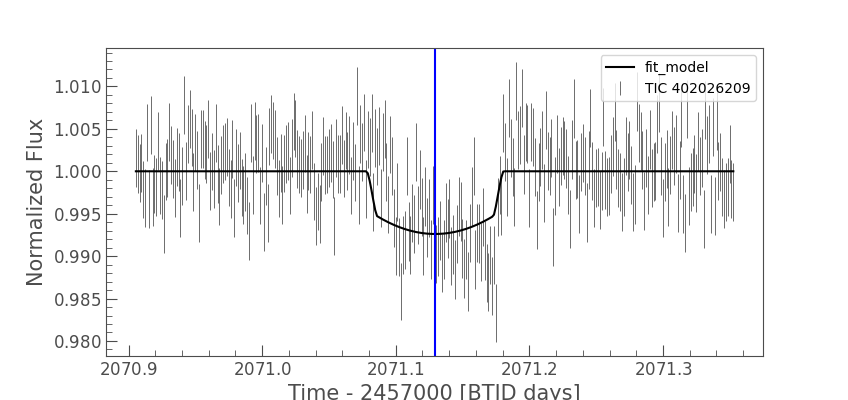 fit_model
TIC 402026209
Normalized Flux
1.010
1.005
1.000
0.995
0.990
0.985
0.980
2070.9 2071.0 2071.1 2071.2 2071.3
Time - 2457000 [BTJD days]